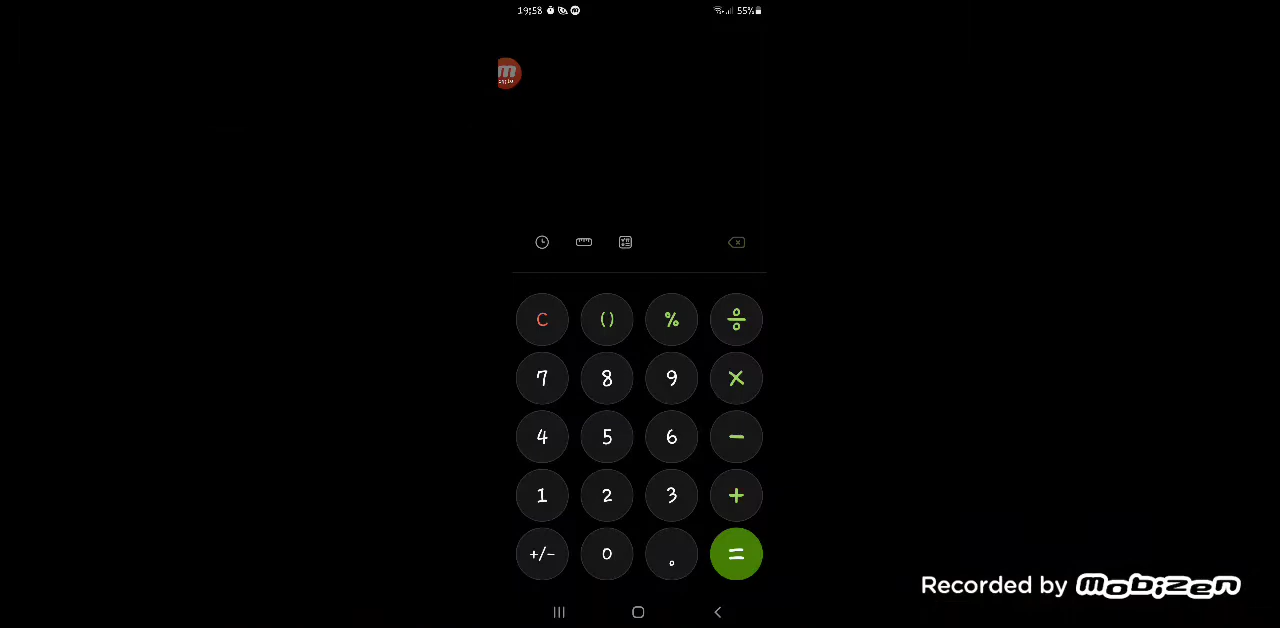 19:58 55%
m
C () % ÷
7 8 9 ×
4 5 6 −
1 2 3 +
+/− 0 . =
Recorded by mobizen